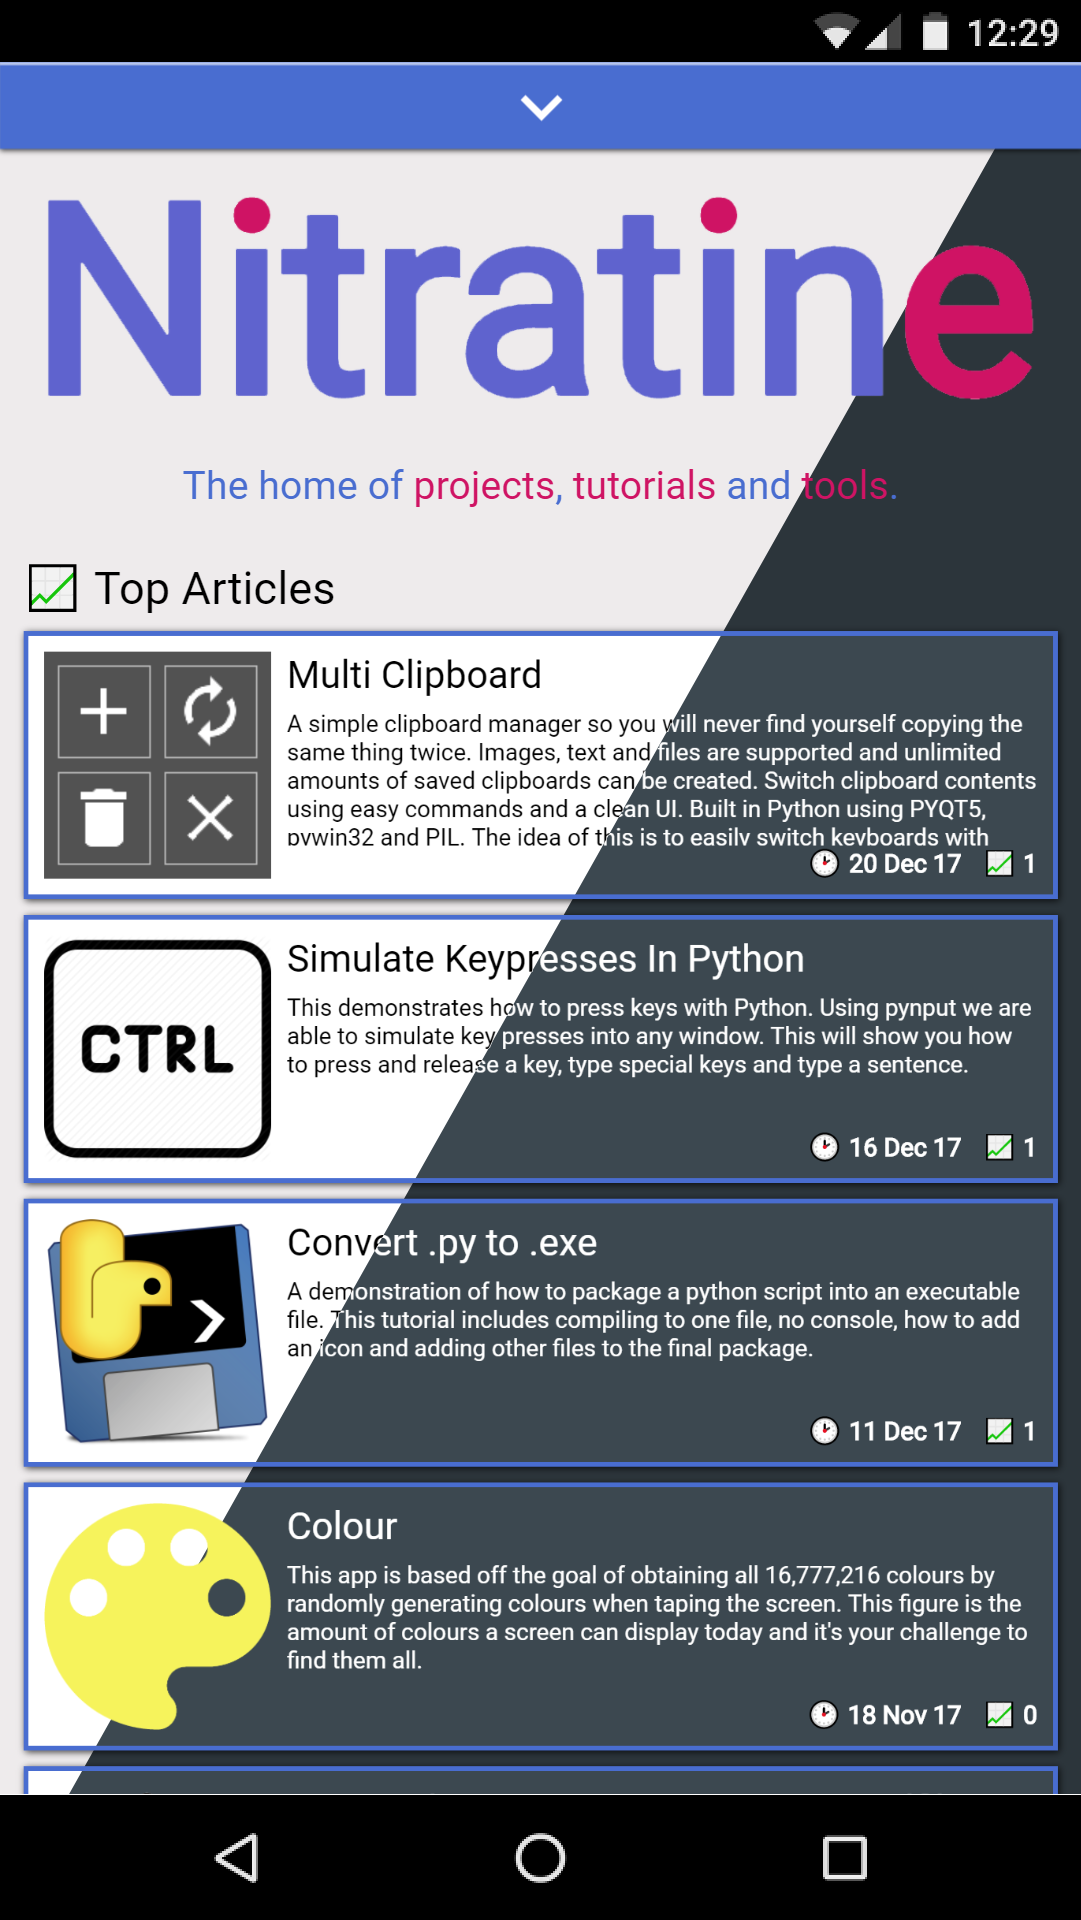 12:29
Nitratine
The home of projects, tutorials and tools.
Top Articles
Multi Clipboard
A simple clipboard manager so you will never find yourself copying the
same thing twice. Images, text and files are supported and unlimited
amounts of saved clipboards can be created. Switch clipboard contents
using easy commands and a clean UI. Built in Python using PYQT5,
pywin32 and PIL. The idea of this is to easily switch keyboards with
20 Dec 17 1
CTRL
Simulate Keypresses In Python
This demonstrates how to press keys with Python. Using pynput we are
able to simulate key presses into any window. This will show you how
to press and release a key, type special keys and type a sentence.
16 Dec 17 1
Convert .py to .exe
A demonstration of how to package a python script into an executable
file. This tutorial includes compiling to one file, no console, how to add
an icon and adding other files to the final package.
11 Dec 17 1
Colour
This app is based off the goal of obtaining all 16,777,216 colours by
randomly generating colours when taping the screen. This figure is the
amount of colours a screen can display today and it's your challenge to
find them all.
18 Nov 17 0